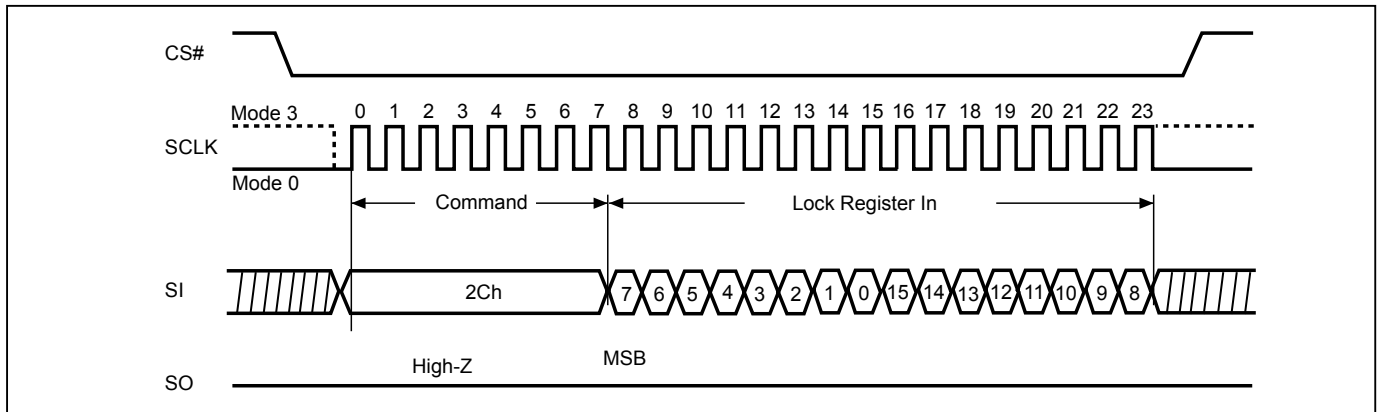 CS#
Mode 3
0 1 2 3 4 5 6 7 8 9 10 11 12 13 14 15 16 17 18 19 20 21 22 23
SCLK
Mode 0
Command
Lock Register In
SI
2Ch
7 6 5 4 3 2 1 0 15 14 13 12 11 10 9 8
High-Z
MSB
SO